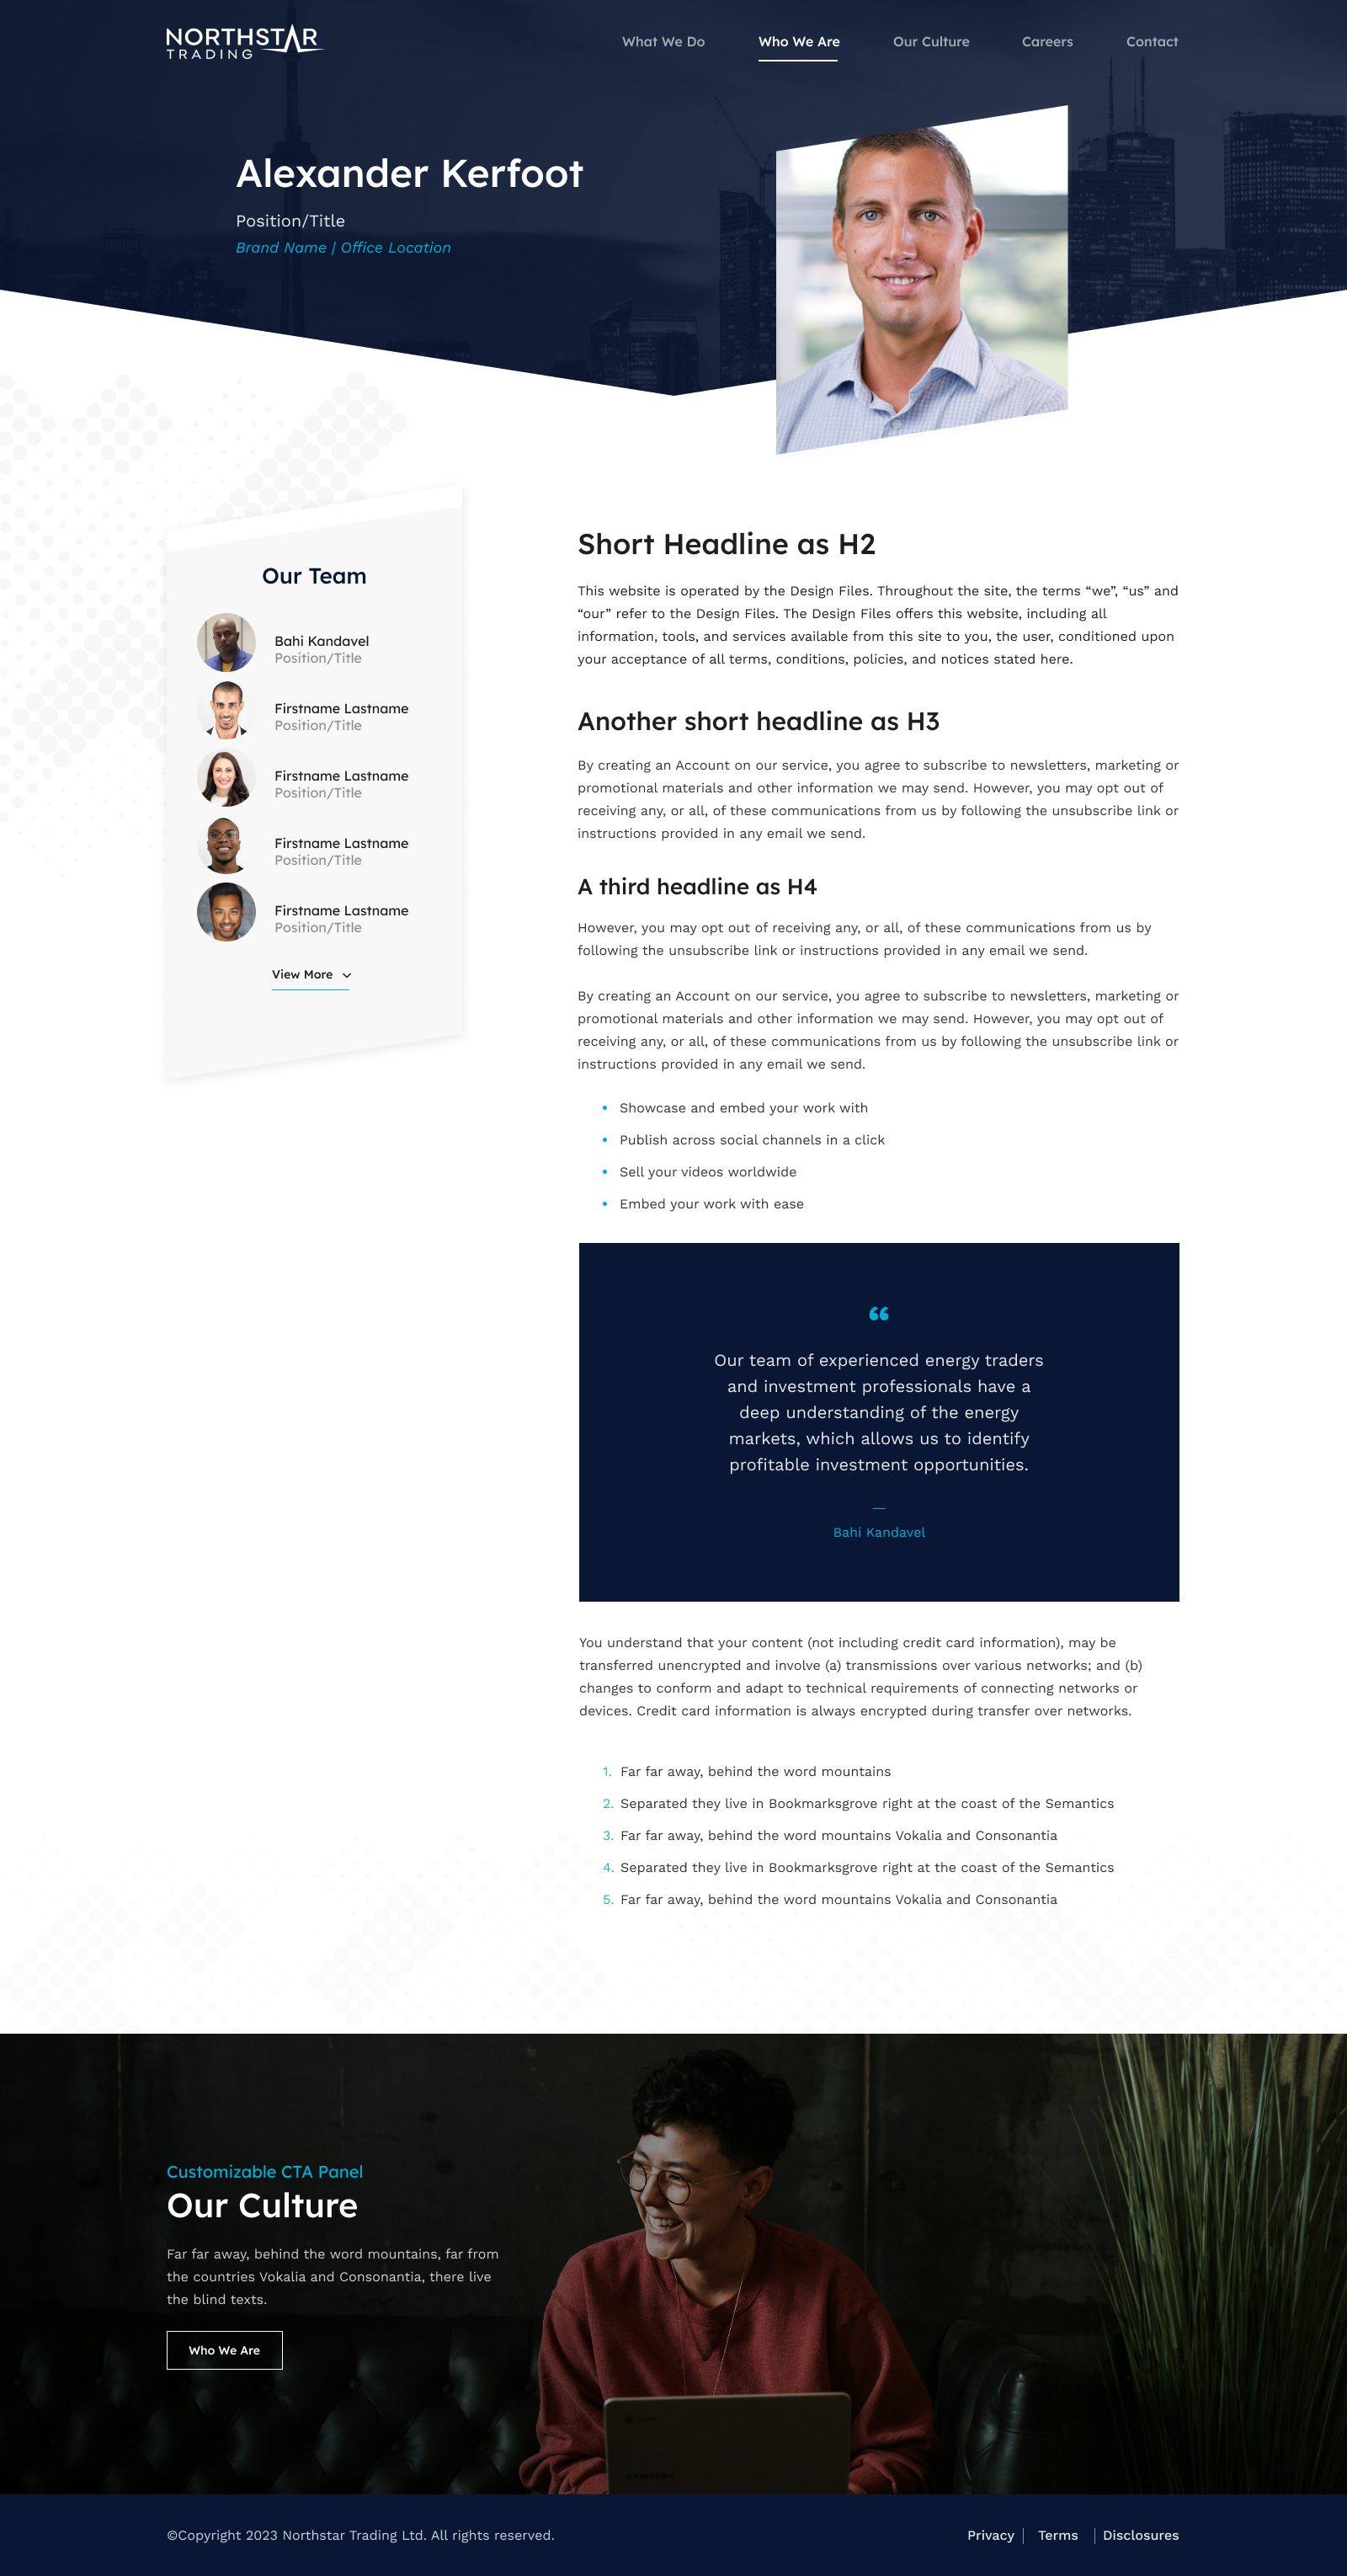 NORTHSTAR
TRADING
What We Do
Who We Are
Our Culture
Careers
Contact
Alexander Kerfoot
Position/Title
Brand Name | Office Location
Our Team
Bahi Kandavel
Position/Title
Firstname Lastname
Position/Title
Firstname Lastname
Position/Title
Firstname Lastname
Position/Title
Firstname Lastname
Position/Title
View More
Short Headline as H2
This website is operated by the Design Files. Throughout the site, the terms “we”, “us” and
“our” refer to the Design Files. The Design Files offers this website, including all
information, tools, and services available from this site to you, the user, conditioned upon
your acceptance of all terms, conditions, policies, and notices stated here.
Another short headline as H3
By creating an Account on our service, you agree to subscribe to newsletters, marketing or
promotional materials and other information we may send. However, you may opt out of
receiving any, or all, of these communications from us by following the unsubscribe link or
instructions provided in any email we send.
A third headline as H4
However, you may opt out of receiving any, or all, of these communications from us by
following the unsubscribe link or instructions provided in any email we send.
By creating an Account on our service, you agree to subscribe to newsletters, marketing or
promotional materials and other information we may send. However, you may opt out of
receiving any, or all, of these communications from us by following the unsubscribe link or
instructions provided in any email we send.
• Showcase and embed your work with
• Publish across social channels in a click
• Sell your videos worldwide
• Embed your work with ease
“
Our team of experienced energy traders
and investment professionals have a
deep understanding of the energy
markets, which allows us to identify
profitable investment opportunities.
—
Bahi Kandavel
You understand that your content (not including credit card information), may be
transferred unencrypted and involve (a) transmissions over various networks; and (b)
changes to conform and adapt to technical requirements of connecting networks or
devices. Credit card information is always encrypted during transfer over networks.
1. Far far away, behind the word mountains
2. Separated they live in Bookmarksgrove right at the coast of the Semantics
3. Far far away, behind the word mountains Vokalia and Consonantia
4. Separated they live in Bookmarksgrove right at the coast of the Semantics
5. Far far away, behind the word mountains Vokalia and Consonantia
Customizable CTA Panel
Our Culture
Far far away, behind the word mountains, far from
the countries Vokalia and Consonantia, there live
the blind texts.
Who We Are
SAMSUNG
©Copyright 2023 Northstar Trading Ltd. All rights reserved.
Privacy | Terms | Disclosures